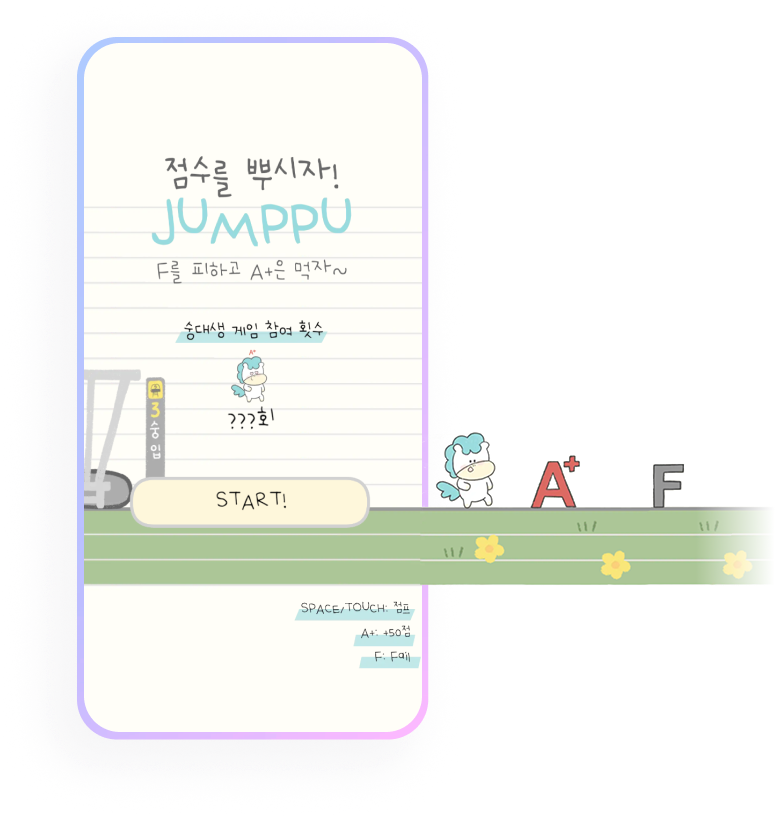 점수를 뿌시자!
JUMPPU
F를 피하고 A+은 먹자~
숭대생 게임 참여 횟수
A+
???회
3
숭
입
START!
A+
F
SPACE/TOUCH: 점프
A+: +50점
F: Fail